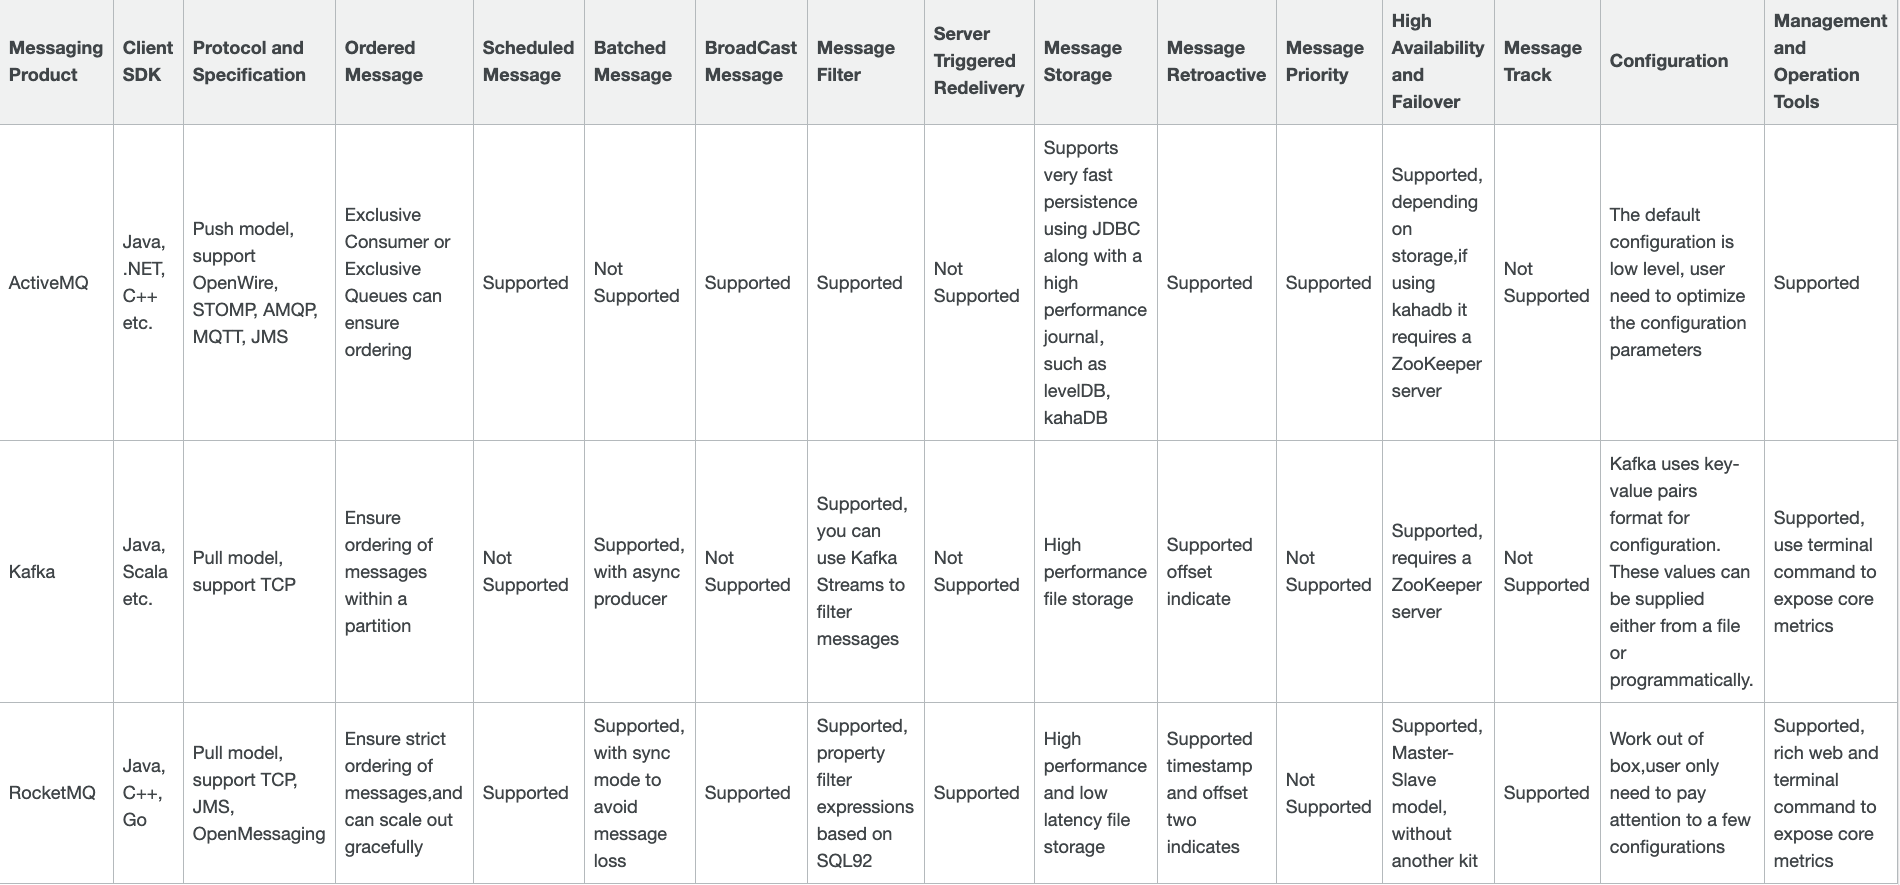 Messaging
Product
Client
SDK
Protocol and
Specification
Ordered
Message
Scheduled
Message
Batched
Message
BroadCast
Message
Message
Filter
Server
Triggered
Redelivery
Message
Storage
Message
Retroactive
Message
Priority
High
Availability
and
Failover
Message
Track
Configuration
Management
and
Operation
Tools
ActiveMQ
Java,
.NET,
C++
etc.
Push model,
support
OpenWire,
STOMP, AMQP,
MQTT, JMS
Exclusive
Consumer or
Exclusive
Queues can
ensure
ordering
Supported
Not
Supported
Supported
Supported
Not
Supported
Supports
very fast
persistence
using JDBC
along with a
high
performance
journal,
such as
levelDB,
kahaDB
Supported
Supported
Supported,
depending
on
storage,if
using
kahadb it
requires a
ZooKeeper
server
Not
Supported
The default
configuration is
low level, user
need to optimize
the configuration
parameters
Supported
Kafka
Java,
Scala
etc.
Pull model,
support TCP
Ensure
ordering of
messages
within a
partition
Not
Supported
Supported,
with async
producer
Not
Supported
Supported,
you can
use Kafka
Streams to
filter
messages
Not
Supported
High
performance
file storage
Supported
offset
indicate
Not
Supported
Supported,
requires a
ZooKeeper
server
Not
Supported
Kafka uses key-
value pairs
format for
configuration.
These values can
be supplied
either from a file
or
programmatically.
Supported,
use terminal
command to
expose core
metrics
RocketMQ
Java,
C++,
Go
Pull model,
support TCP,
JMS,
OpenMessaging
Ensure strict
ordering of
messages,and
can scale out
gracefully
Supported
Supported,
with sync
mode to
avoid
message
loss
Supported
Supported,
property
filter
expressions
based on
SQL92
Supported
High
performance
and low
latency file
storage
Supported
timestamp
and offset
two
indicates
Not
Supported
Supported,
Master-
Slave
model,
without
another kit
Supported
Work out of
box,user only
need to pay
attention to a few
configurations
Supported,
rich web and
terminal
command to
expose core
metrics